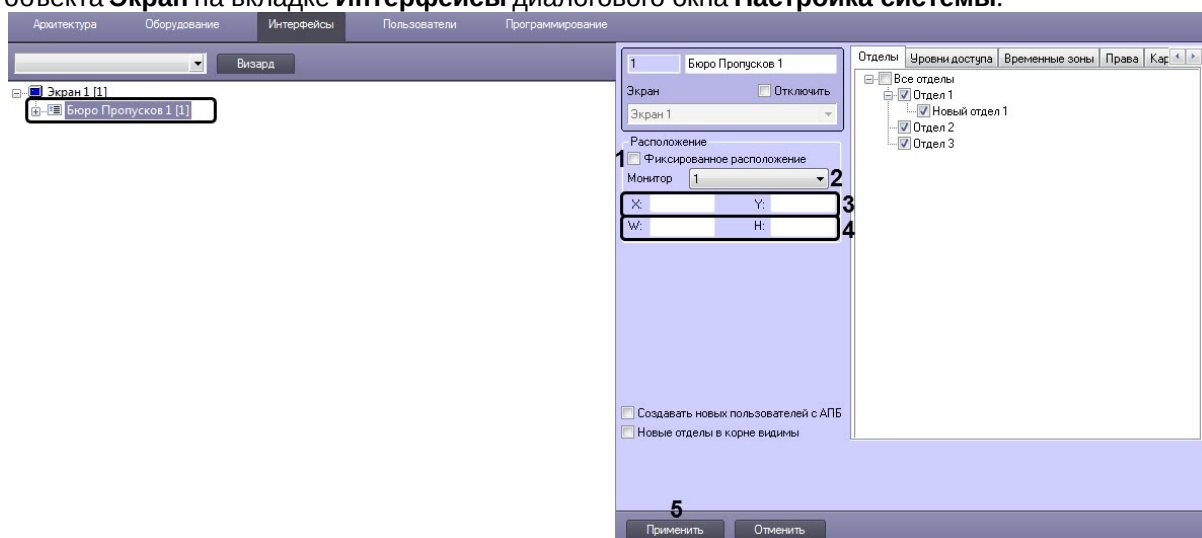 объекта Экран на вкладке Интерфейсы диалогового окна Настройка системы.
Архитектура Оборудование Интерфейсы Пользователи Программирование
Визард
Экран 1 [1]
Бюро Пропусков 1 [1]
1 Бюро Пропусков 1
Экран Отключить
Экран 1
Расположение
1 Фиксированное расположение
Монитор 1 2
X: Y: 3
W: H: 4
Создавать новых пользователей с АПБ
Новые отделы в корне видимы
5
Применить Отменить
Отделы Уровни доступа Временные зоны Права Кар
Все отделы
Отдел 1
Новый отдел 1
Отдел 2
Отдел 3